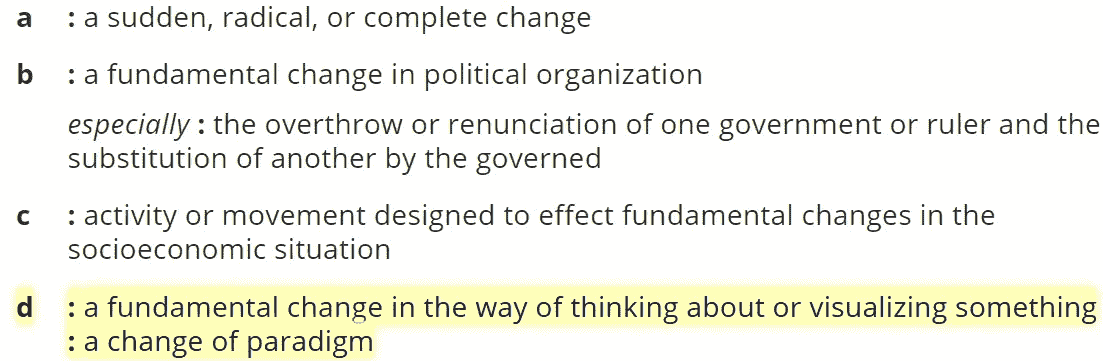 a : a sudden, radical, or complete change
b : a fundamental change in political organization
especially : the overthrow or renunciation of one government or ruler and the
substitution of another by the governed
c : activity or movement designed to effect fundamental changes in the
socioeconomic situation
d : a fundamental change in the way of thinking about or visualizing something
: a change of paradigm